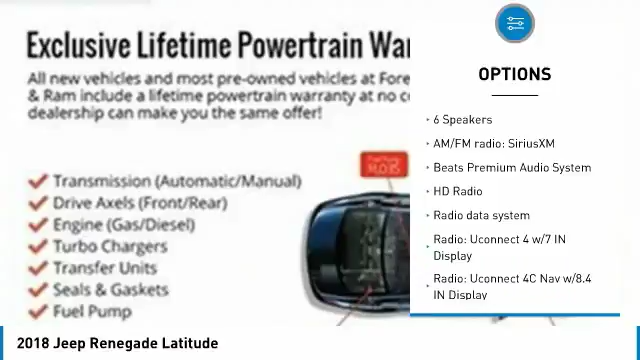 Exclusive Lifetime Powertrain
All new vehicles and most pre-owned vehicles at
& Ram include a lifetime powertrain warranty at no
dealership can make you the same offer!
Transmission (Automatic/Manual)
Drive Axels (Front/Rear)
Engine (Gas/Diesel)
Turbo Chargers
Transfer Units
Seals & Gaskets
Fuel Pump
OPTIONS
6 Speakers
AM/FM radio: SiriusXM
Beats Premium Audio System
HD Radio
Radio data system
Radio: Uconnect 4 w/7 IN
Display
Radio: Uconnect 4C Nav w/8.4
IN Display
2018 Jeep Renegade Latitude